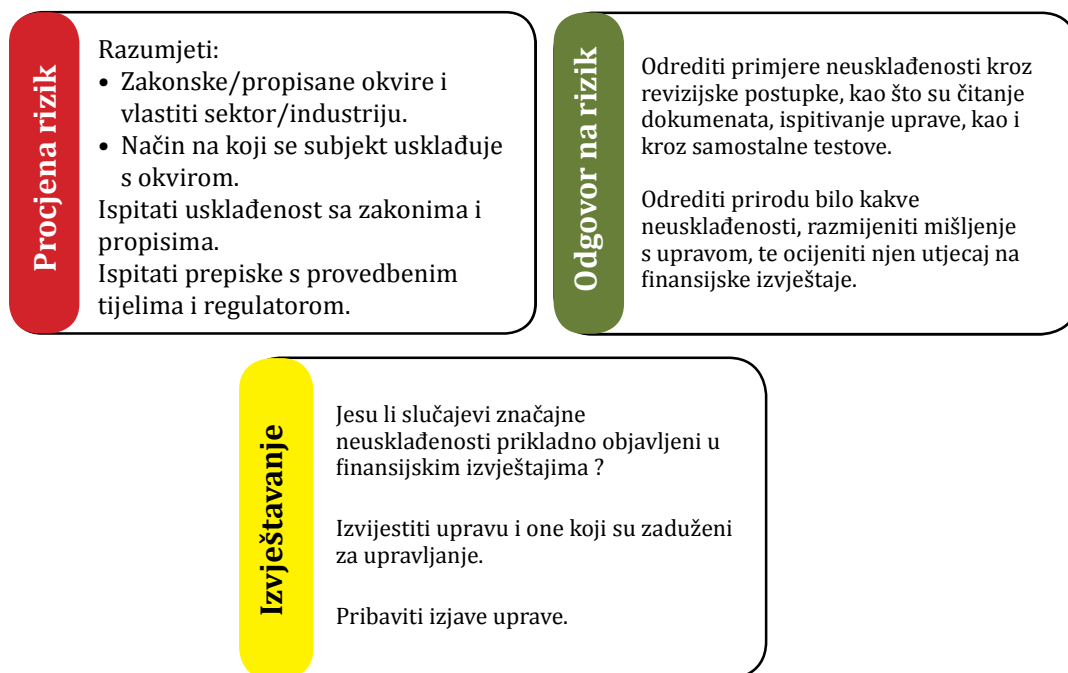 Procjena rizik
Razumjeti:
• Zakonske/propisane okvire i
vlastiti sektor/industriju.
• Način na koji se subjekt usklađuje
s okvirom.
Ispitati usklađenost sa zakonima i
propisima.
Ispitati prepiske s provedbenim
tijelima i regulatorom.
Odgovor na rizik
Odrediti primjere neusklađenosti kroz
revizijske postupke, kao što su čitanje
dokumenata, ispitivanje uprave, kao i
kroz samostalne testove.
Odrediti prirodu bilo kakve
neusklađenosti, razmijeniti mišljenje
s upravom, te ocijeniti njen utjecaj na
finansijske izvještaje.
Izvještavanje
Jesu li slučajevi značajne
neusklađenosti prikladno objavljeni u
finansijskim izvještajima ?
Izvijestiti upravu i one koji su zaduženi
za upravljanje.
Pribaviti izjave uprave.